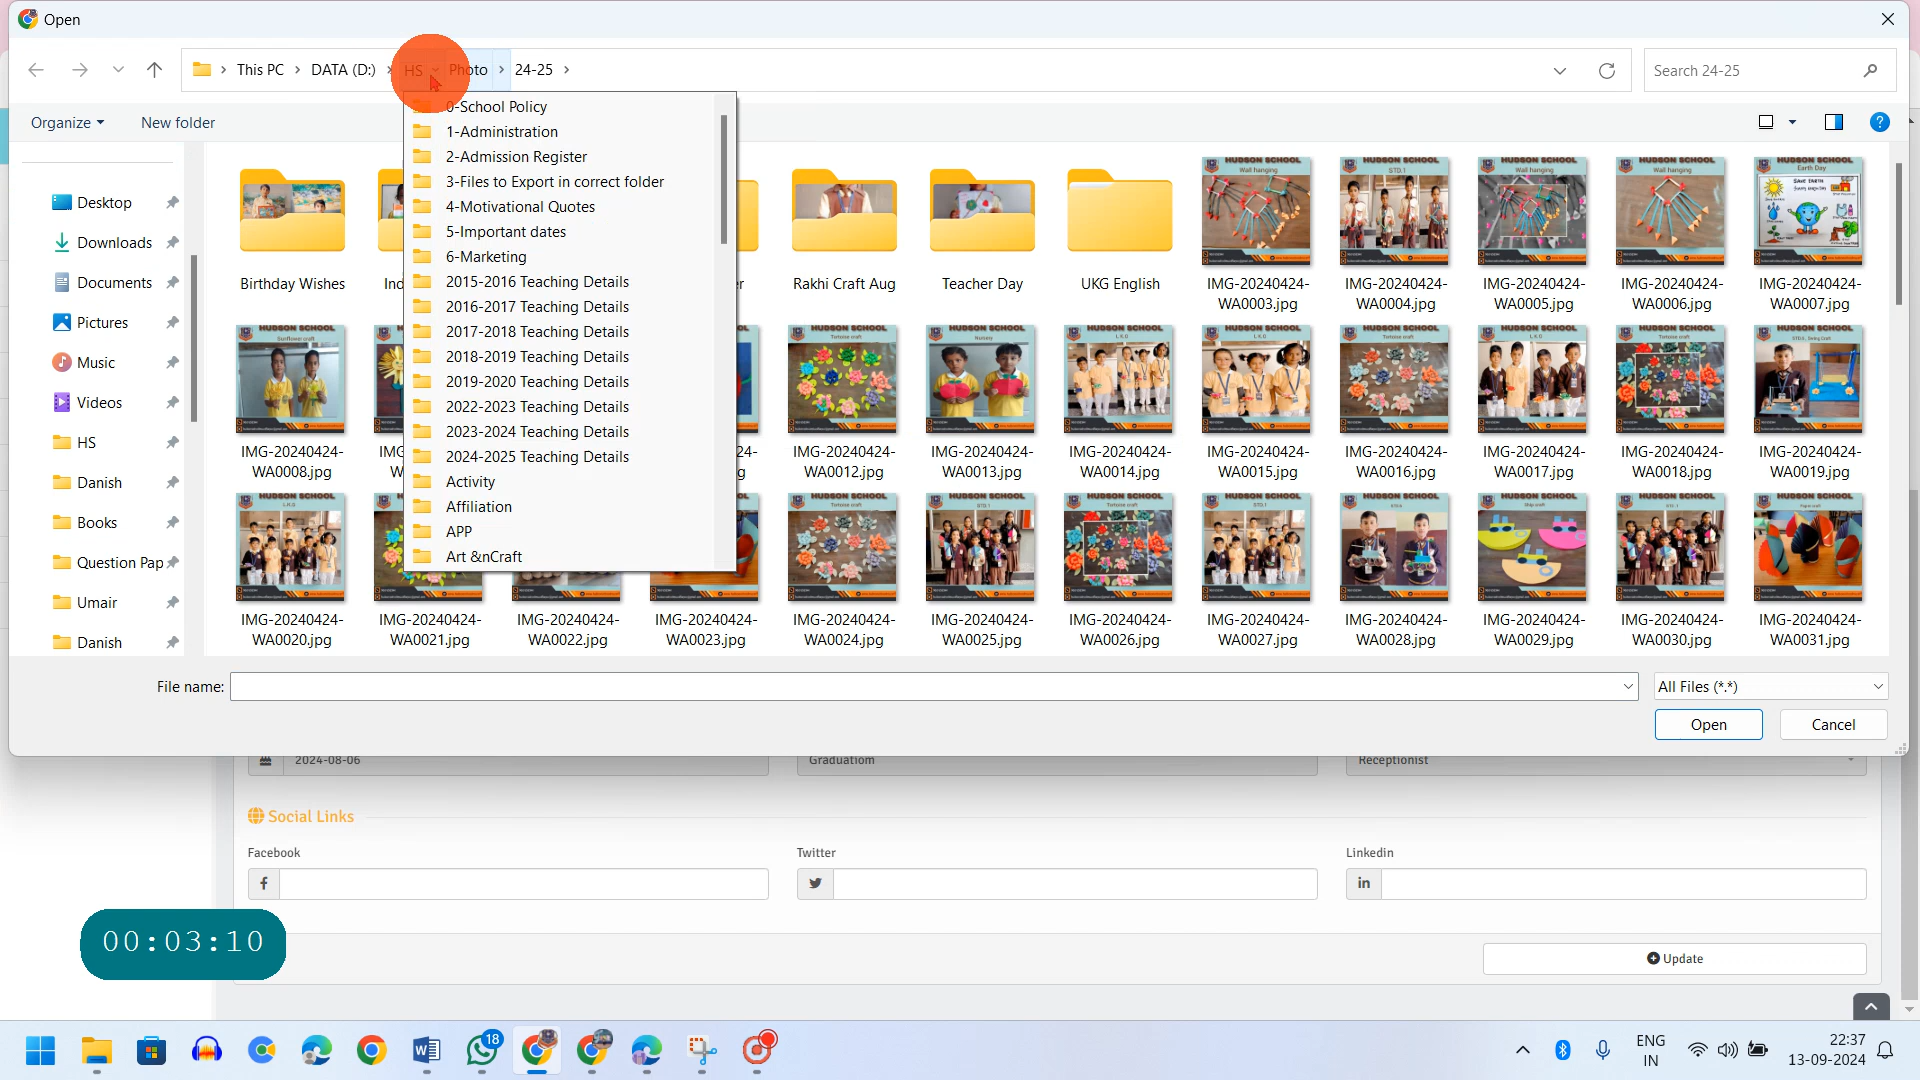 Open
This PC
DATA (D:)
HS
Photo
24-25
Search 24-25
Organize
New folder
0-School Policy
1-Administration
2-Admission Register
3-Files to Export in correct folder
4-Motivational Quotes
5-Important dates
6-Marketing
2015-2016 Teaching Details
2016-2017 Teaching Details
2017-2018 Teaching Details
2018-2019 Teaching Details
2019-2020 Teaching Details
2022-2023 Teaching Details
2023-2024 Teaching Details
2024-2025 Teaching Details
Activity
Affiliation
APP
Art &nCraft
Desktop
Downloads
Documents
Pictures
Music
Videos
HS
Danish
Books
Question Pap
Umair
Danish
Birthday Wishes
Ind
er
Rakhi Craft Aug
Teacher Day
UKG English
IMG-20240424-
WA0003.jpg
IMG-20240424-
WA0004.jpg
IMG-20240424-
WA0005.jpg
IMG-20240424-
WA0006.jpg
IMG-20240424-
WA0007.jpg
IMG-20240424-
WA0008.jpg
IMG-20240424-
WA0012.jpg
IMG-20240424-
WA0013.jpg
IMG-20240424-
WA0014.jpg
IMG-20240424-
WA0015.jpg
IMG-20240424-
WA0016.jpg
IMG-20240424-
WA0017.jpg
IMG-20240424-
WA0018.jpg
IMG-20240424-
WA0019.jpg
IMG-20240424-
WA0020.jpg
IMG-20240424-
WA0021.jpg
IMG-20240424-
WA0022.jpg
IMG-20240424-
WA0023.jpg
IMG-20240424-
WA0024.jpg
IMG-20240424-
WA0025.jpg
IMG-20240424-
WA0026.jpg
IMG-20240424-
WA0027.jpg
IMG-20240424-
WA0028.jpg
IMG-20240424-
WA0029.jpg
IMG-20240424-
WA0030.jpg
IMG-20240424-
WA0031.jpg
File name:
All Files (*.*)
Open
Cancel
2024-08-06
Graduatiom
Receptionist
Social Links
Facebook
Twitter
Linkedin
00:03:10
Update
18
ENG
IN
22:37
13-09-2024